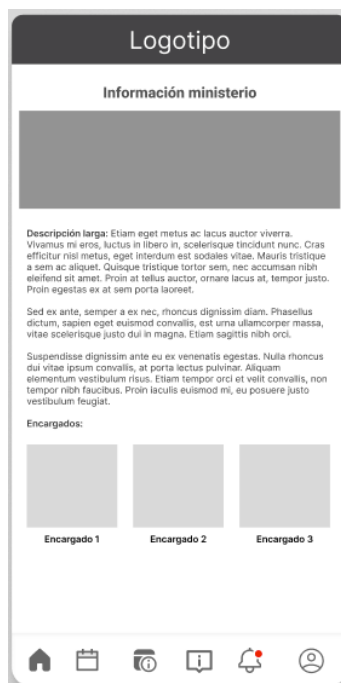 Logotipo
Información ministerio
Descripción larga: Etiam eget metus ac lacus auctor viverra.
Vivamus mi eros, luctus in libero in, scelerisque tincidunt nunc. Cras
efficitur nisl metus, eget interdum est sodales vitae. Mauris tristique
a sem ac aliquet. Quisque tristique tortor sem, nec accumsan nibh
eleifend sit amet. Proin at tellus auctor, ornare lacus at, tempor justo.
Proin egestas ex at sem porta laoreet.
Sed ex ante, semper a ex nec, rhoncus dignissim diam. Phasellus
dictum, sapien eget euismod convallis, est urna ullamcorper massa,
vitae scelerisque justo dui in magna. Etiam sagittis nibh orci.
Suspendisse dignissim ante eu ex venenatis egestas. Nulla rhoncus
dui vitae ipsum convallis, at porta lectus pulvinar. Aliquam
elementum vestibulum risus. Etiam tempor orci et velit convallis, non
tempor nibh faucibus. Proin iaculis euismod mi, eu posuere justo
vestibulum feugiat.
Encargados:
Encargado 1 Encargado 2 Encargado 3